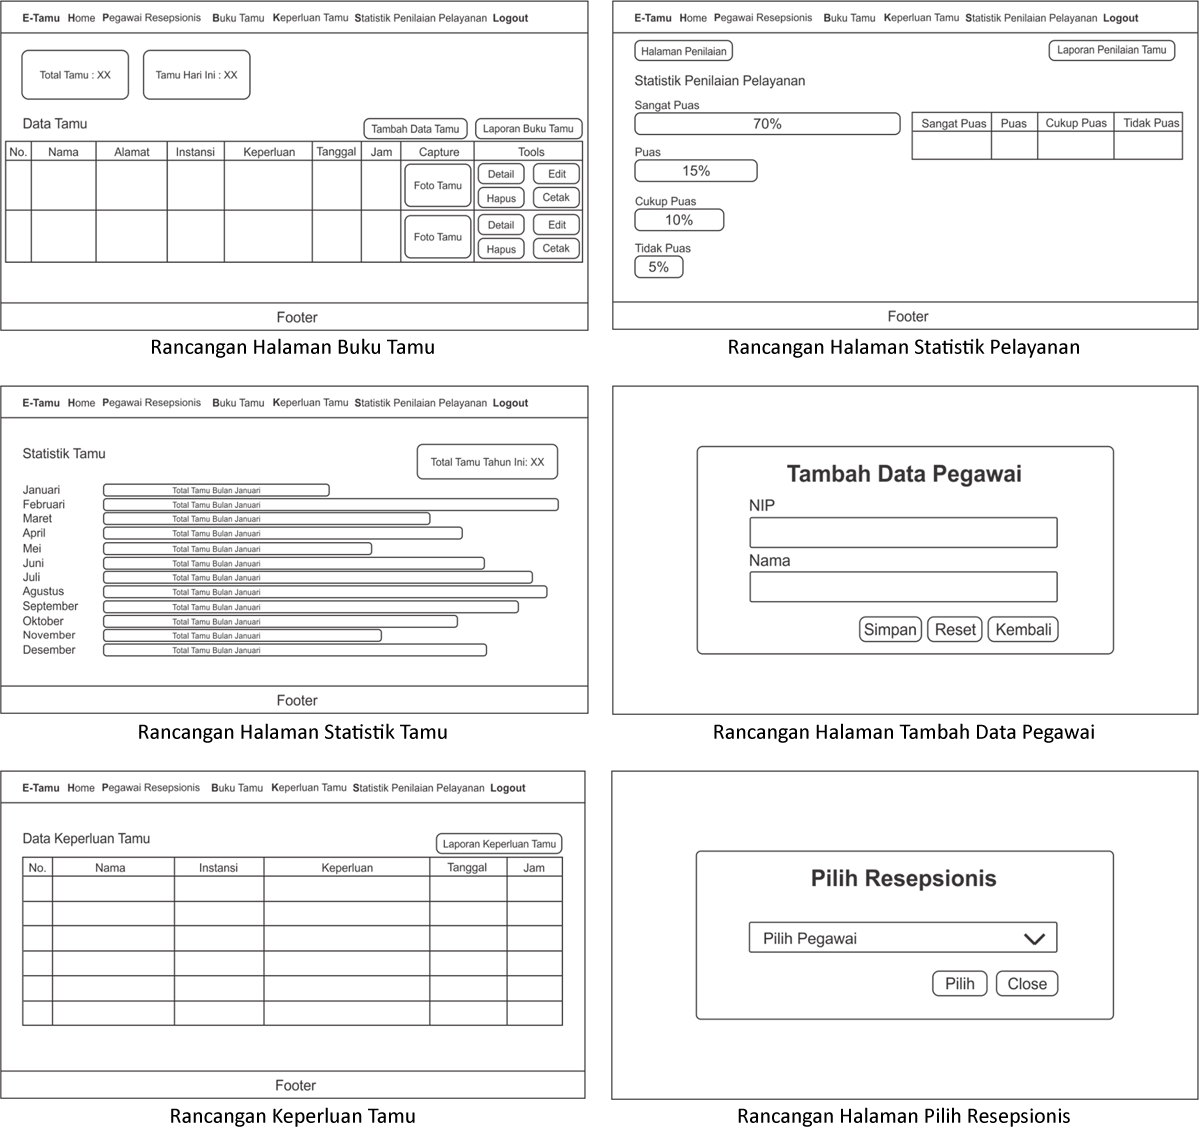 E-Tamu Home Pegawai Resepsionis Buku Tamu Keperluan Tamu Statistik Penilaian Pelayanan Logout
Total Tamu : XX
Tamu Hari Ini : XX
Data Tamu
Tambah Data Tamu
Laporan Buku Tamu
No. Nama Alamat Instansi Keperluan Tanggal Jam Capture Tools
Foto Tamu
Detail Edit
Hapus Cetak
Foto Tamu
Detail Edit
Hapus Cetak
Footer
Rancangan Halaman Buku Tamu
E-Tamu Home Pegawai Resepsionis Buku Tamu Keperluan Tamu Statistik Penilaian Pelayanan Logout
Halaman Penilaian
Laporan Penilaian Tamu
Statistik Penilaian Pelayanan
Sangat Puas
70%
Puas
15%
Cukup Puas
10%
Tidak Puas
5%
Sangat Puas Puas Cukup Puas Tidak Puas
Footer
Rancangan Halaman Statistik Pelayanan
E-Tamu Home Pegawai Resepsionis Buku Tamu Keperluan Tamu Statistik Penilaian Pelayanan Logout
Statistik Tamu
Total Tamu Tahun Ini: XX
Januari Total Tamu Bulan Januari
Februari Total Tamu Bulan Januari
Maret Total Tamu Bulan Januari
April Total Tamu Bulan Januari
Mei Total Tamu Bulan Januari
Juni Total Tamu Bulan Januari
Juli Total Tamu Bulan Januari
Agustus Total Tamu Bulan Januari
September Total Tamu Bulan Januari
Oktober Total Tamu Bulan Januari
November Total Tamu Bulan Januari
Desember Total Tamu Bulan Januari
Footer
Rancangan Halaman Statistik Tamu
Tambah Data Pegawai
NIP
Nama
Simpan Reset Kembali
Rancangan Halaman Tambah Data Pegawai
E-Tamu Home Pegawai Resepsionis Buku Tamu Keperluan Tamu Statistik Penilaian Pelayanan Logout
Data Keperluan Tamu
Laporan Keperluan Tamu
No. Nama Instansi Keperluan Tanggal Jam
Footer
Rancangan Keperluan Tamu
Pilih Resepsionis
Pilih Pegawai
Pilih Close
Rancangan Halaman Pilih Resepsionis